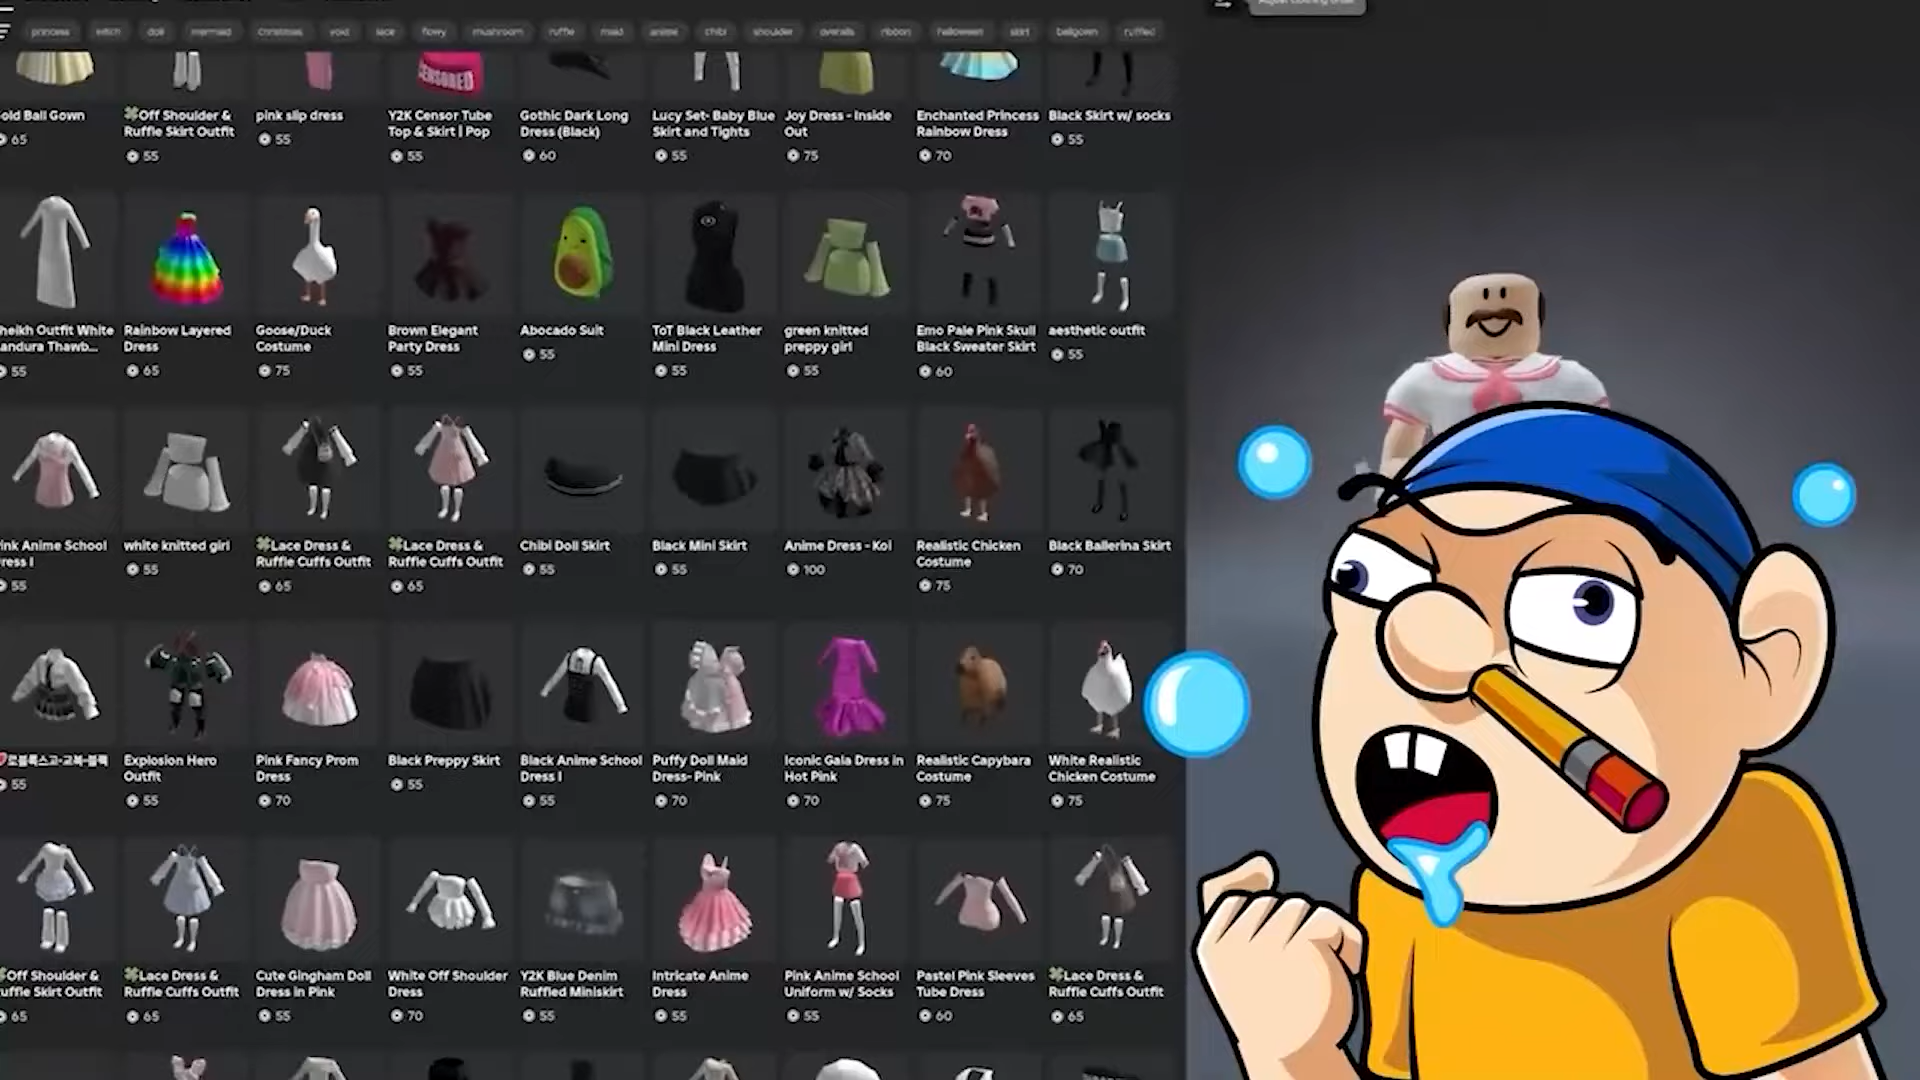 princess witch doll mermaid christmas void lace flowy mushroom ruffle maid anime chibi shoulder overalls ribbon halloween skirt ballgown ruffled
CENSORED
old Ball Gown
65
Off Shoulder &
Ruffle Skirt Outfit
55
pink slip dress
55
Y2K Censor Tube
Top & Skirt | Pop
55
Gothic Dark Long
Dress (Black)
60
Lucy Set- Baby Blue
Skirt and Tights
55
Joy Dress - Inside
Out
75
Enchanted Princess
Rainbow Dress
70
Black Skirt w/ socks
55
heikh Outfit White
andura Thawb...
55
Rainbow Layered
Dress
65
Goose/Duck
Costume
75
Brown Elegant
Party Dress
55
Abocado Suit
55
ToT Black Leather
Mini Dress
55
green knitted
preppy girl
55
Emo Pale Pink Skull
Black Sweater Skirt
60
aesthetic outfit
55
ink Anime School
ress I
55
white knitted girl
55
Lace Dress &
Ruffle Cuffs Outfit
65
Lace Dress &
Ruffle Cuffs Outfit
65
Chibi Doll Skirt
55
Black Mini Skirt
55
Anime Dress - Koi
100
Realistic Chicken
Costume
75
Black Ballerina Skirt
70
로블록스고-교복-블랙
55
Explosion Hero
Outfit
55
Pink Fancy Prom
Dress
70
Black Preppy Skirt
55
Black Anime School
Dress I
55
Puffy Doll Maid
Dress- Pink
70
Iconic Gala Dress in
Hot Pink
70
Realistic Capybara
Costume
75
White Realistic
Chicken Costume
75
Off Shoulder &
uffle Skirt Outfit
65
Lace Dress &
Ruffle Cuffs Outfit
65
Cute Gingham Doll
Dress in Pink
55
White Off Shoulder
Dress
70
Y2K Blue Denim
Ruffled Miniskirt
55
Intricate Anime
Dress
55
Pink Anime School
Uniform w/ Socks
55
Pastel Pink Sleeves
Tube Dress
60
Lace Dress &
Ruffle Cuffs Outfit
65